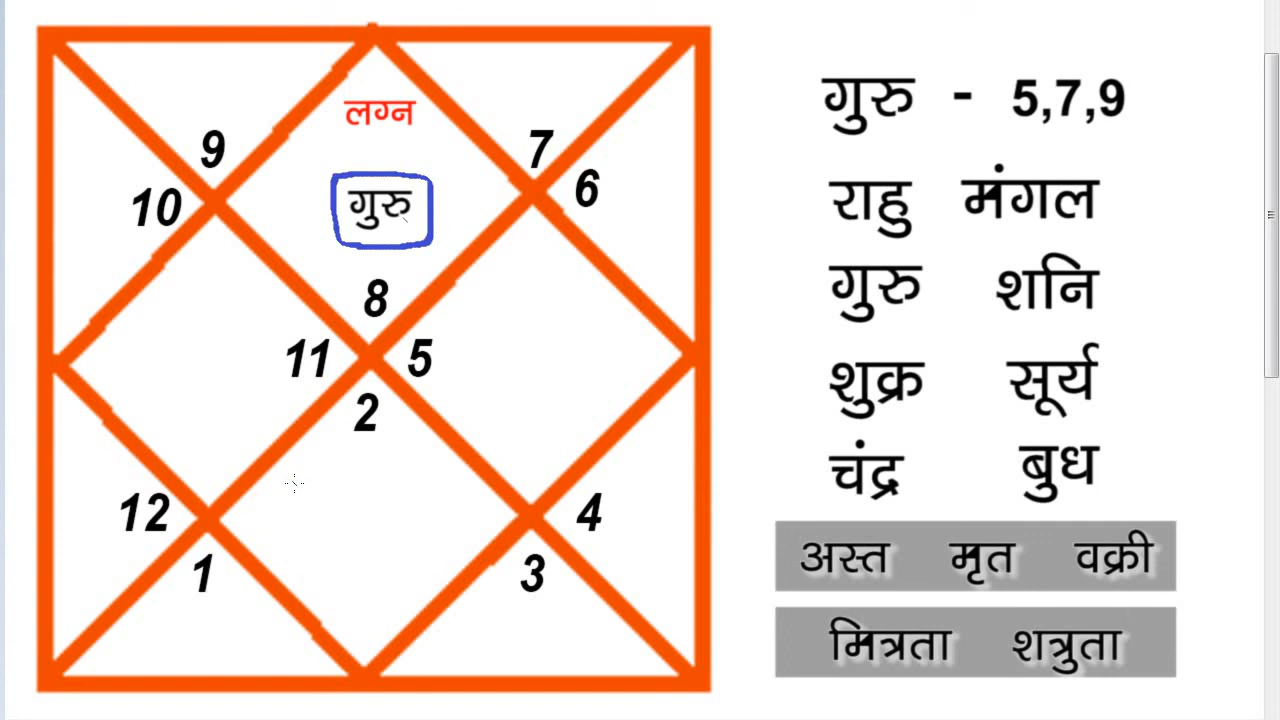 लग्न
9
7
10
गुरु
6
8
11
5
2
12
4
1
3
गुरु - 5,7,9
राहु मंगल
गुरु शनि
शुक्र सूर्य
चंद्र बुध
अस्त मृत वक्री
मित्रता शत्रुता